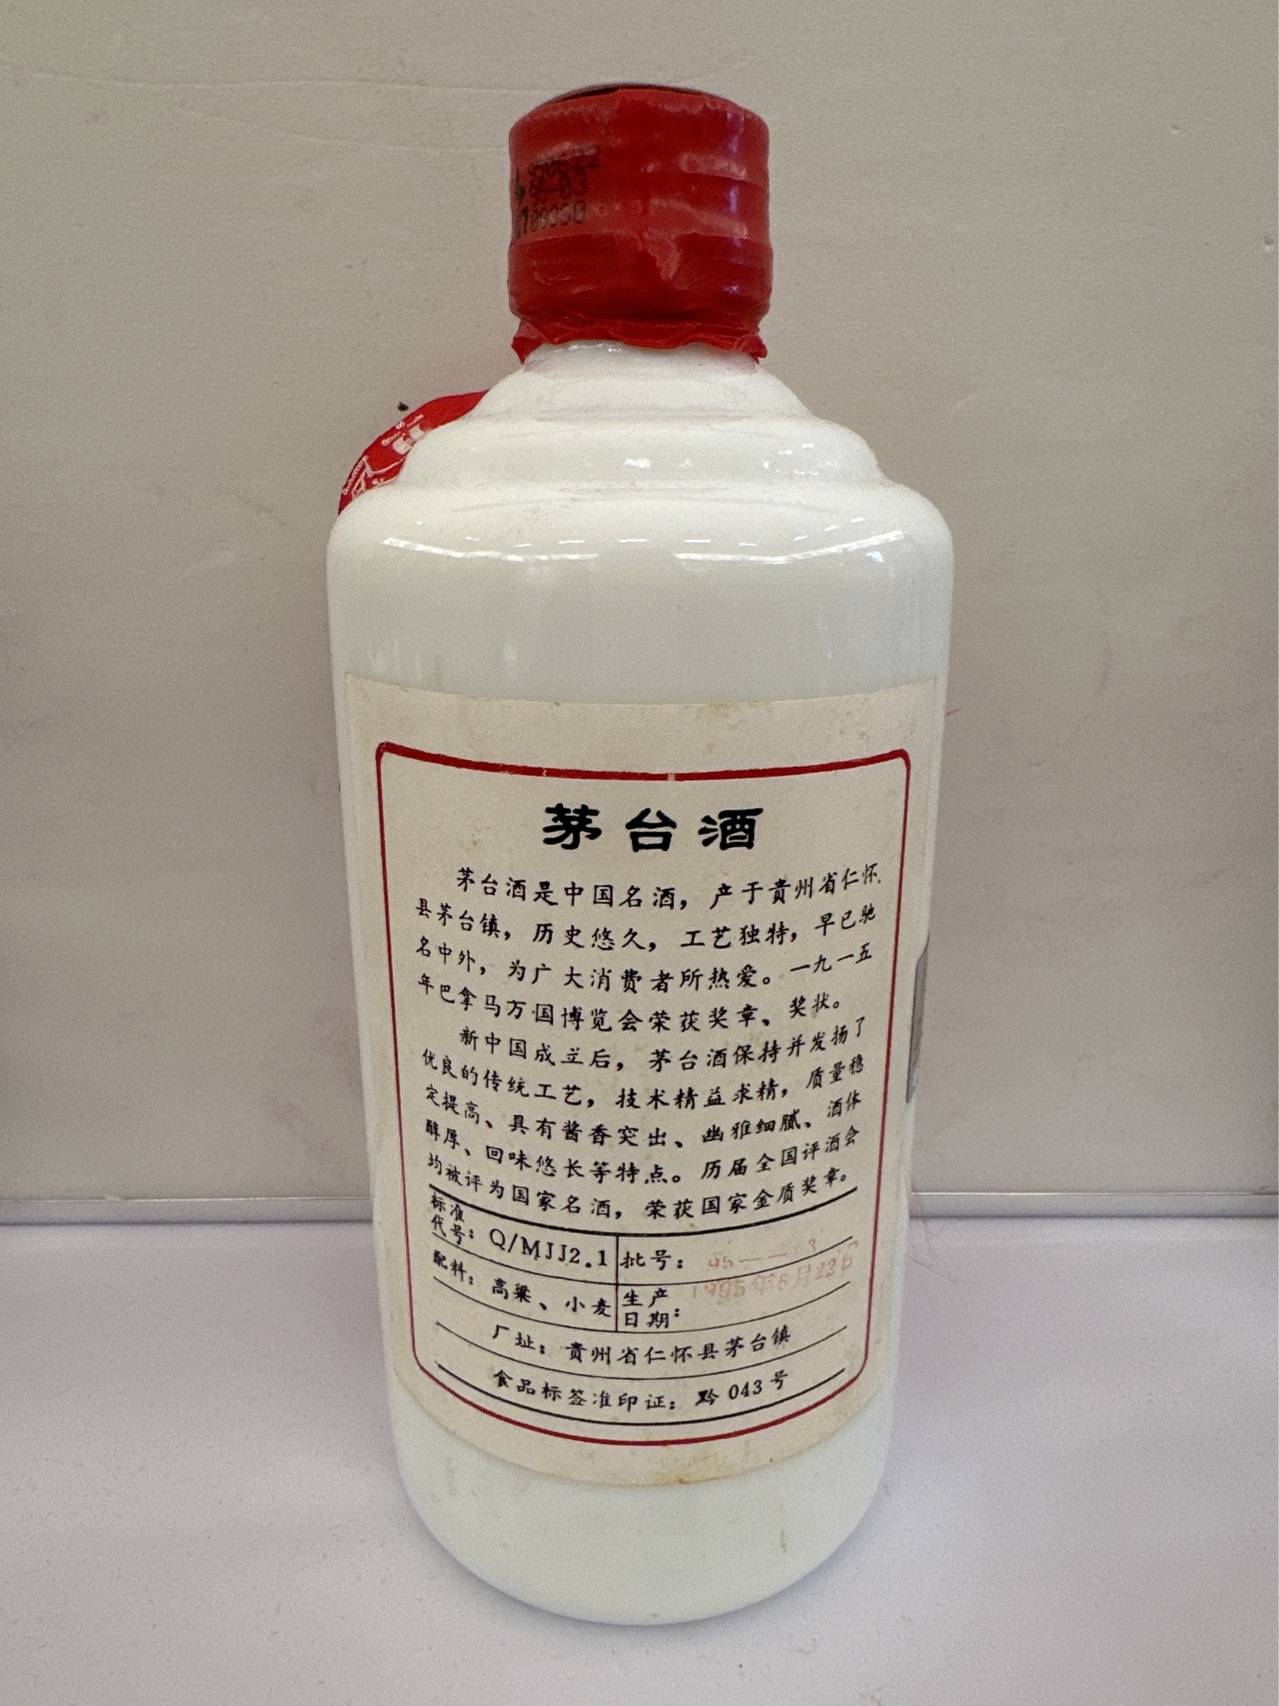 茅台酒
茅台酒是中国名酒，产于贵州省仁怀
县茅台镇，历史悠久，工艺独特，早已驰
名中外，为广大消费者所热爱。一九一五
年巴拿马万国博览会荣获奖章、奖状。
新中国成立后，茅台酒保持并发扬了
优良的传统工艺，技术精益求精，质量稳
定提高、具有酱香突出、幽雅细腻、酒体
醇厚、回味悠长等特点。历届全国评酒会
均被评为国家名酒，荣获国家金质奖章。
标准代号：Q/MJJ2.1 批号：
配料：高粱、小麦 生产日期：1995年6月22日
厂址：贵州省仁怀县茅台镇
食品标签准印证：黔043号